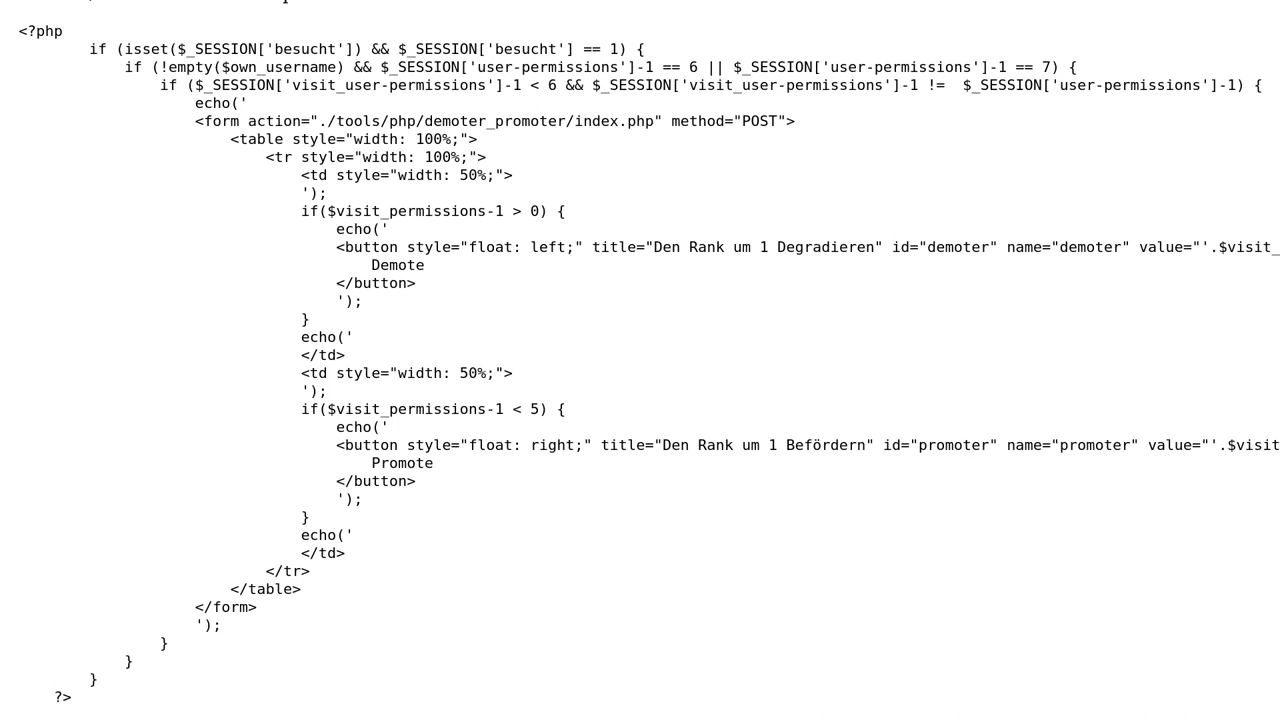 <?php
if (isset($_SESSION['besucht']) && $_SESSION['besucht'] == 1) {
if (!empty($own_username) && $_SESSION['user-permissions']-1 == 6 || $_SESSION['user-permissions']-1 == 7) {
if ($_SESSION['visit_user-permissions']-1 < 6 && $_SESSION['visit_user-permissions']-1 !=  $_SESSION['user-permissions']-1) {
echo('
<form action="./tools/php/demoter_promoter/index.php" method="POST">
<table style="width: 100%;">
<tr style="width: 100%;">
<td style="width: 50%;">
');
if($visit_permissions-1 > 0) {
echo('
<button style="float: left;" title="Den Rank um 1 Degradieren" id="demoter" name="demoter" value="'.$visit_
Demote
</button>
');
}
echo('
</td>
<td style="width: 50%;">
');
if($visit_permissions-1 < 5) {
echo('
<button style="float: right;" title="Den Rank um 1 Befördern" id="promoter" name="promoter" value="'.$visit
Promote
</button>
');
}
echo('
</td>
</tr>
</table>
</form>
');
}
}
}
?>